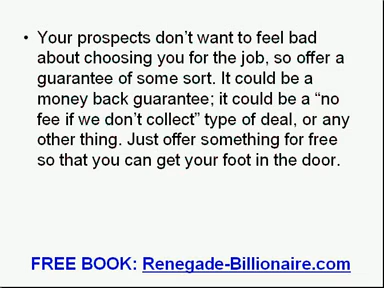 • Your prospects don't want to feel bad
about choosing you for the job, so offer a
guarantee of some sort. It could be a
money back guarantee; it could be a “no
fee if we don't collect” type of deal, or any
other thing. Just offer something for free
so that you can get your foot in the door.
FREE BOOK: Renegade-Billionaire.com